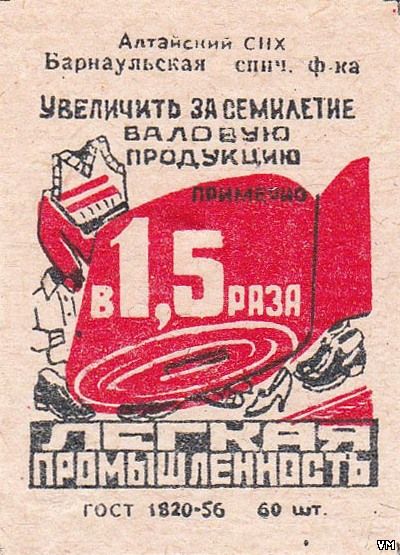 Алтайский СНХ
Барнаульская спич. ф-ка
УВЕЛИЧИТЬ ЗА СЕМИЛЕТИЕ
ВАЛОВУЮ
ПРОДУКЦИЮ
ПРИМЕРНО
В 1,5 РАЗА
ЛЕГКАЯ
ПРОМЫШЛЕННОСТЬ
ГОСТ 1820-56 60 шт.
VM